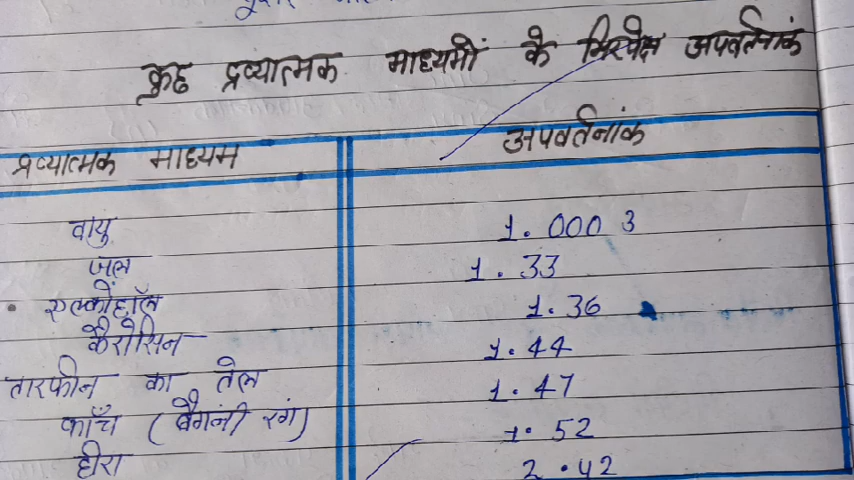 कुछ द्रव्यात्मक माध्यमों के निरपेक्ष अपवर्तनांक
द्रव्यात्मक माध्यम अपवर्तनांक
वायु 1.0003
जल 1.33
एल्कोहॉल 1.36
कैरोसिन 1.44
तारफीन का तेल 1.47
काँच (बैगनी रंग) 1.52
हीरा 2.42